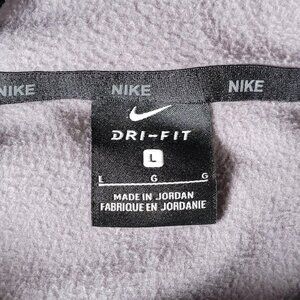 NIKE NIKE NIKE
DRI-FIT
L
L G G
MADE IN JORDAN
FABRIQUE EN JORDANIE